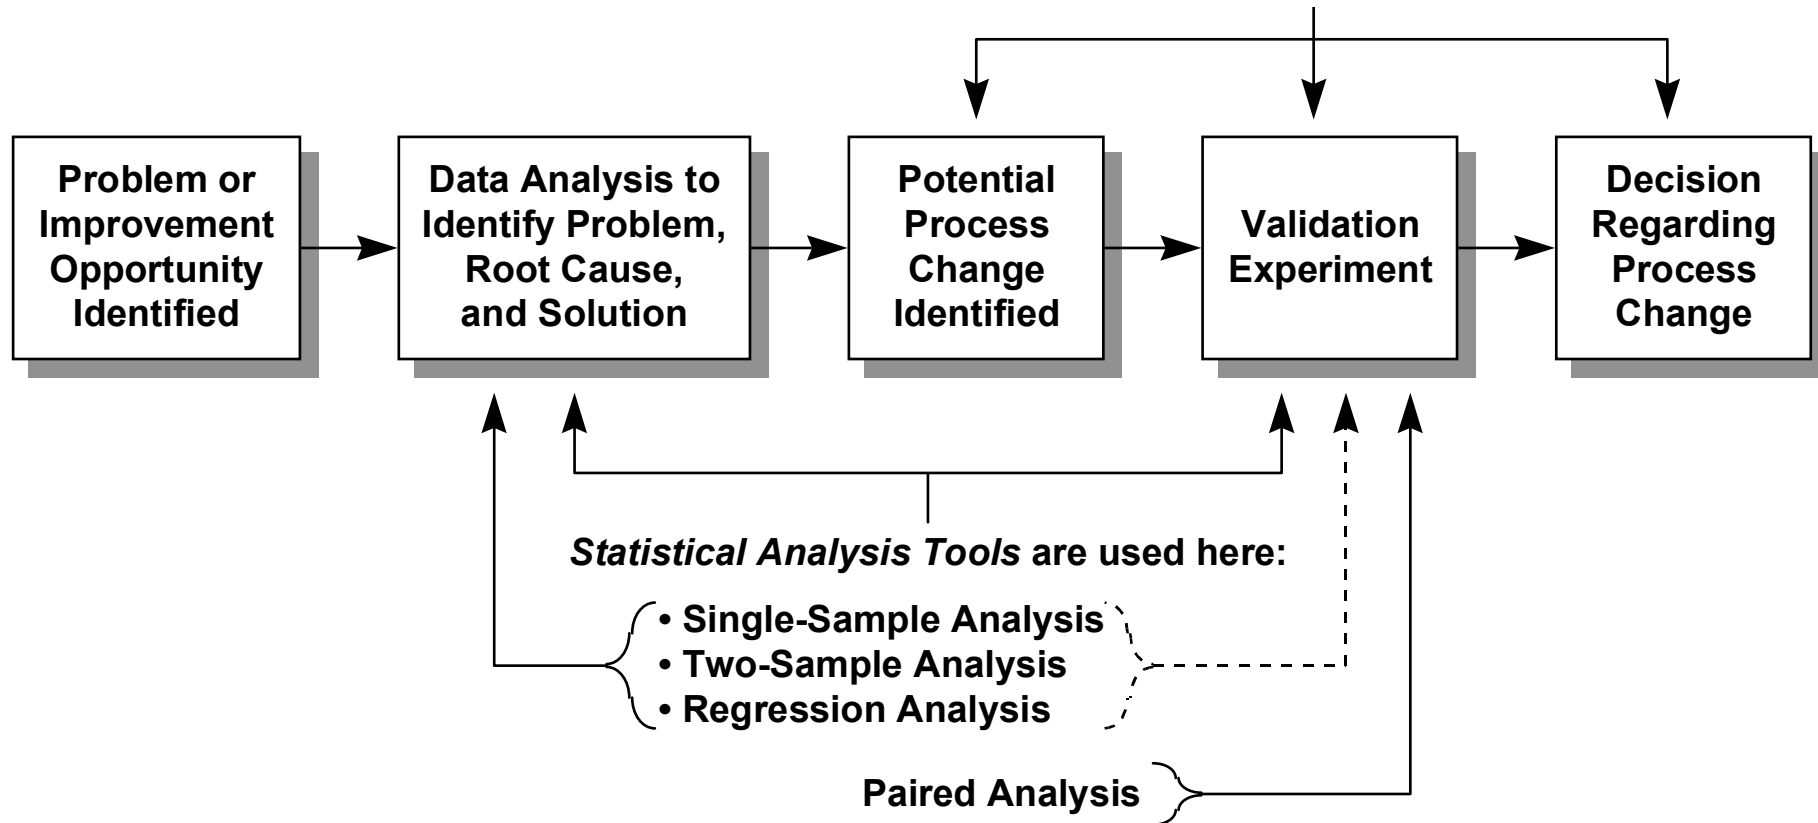 Problem or
Improvement
Opportunity
Identified
Data Analysis to
Identify Problem,
Root Cause,
and Solution
Potential
Process
Change
Identified
Validation
Experiment
Decision
Regarding
Process
Change
Statistical Analysis Tools are used here:
• Single-Sample Analysis
• Two-Sample Analysis
• Regression Analysis
Paired Analysis